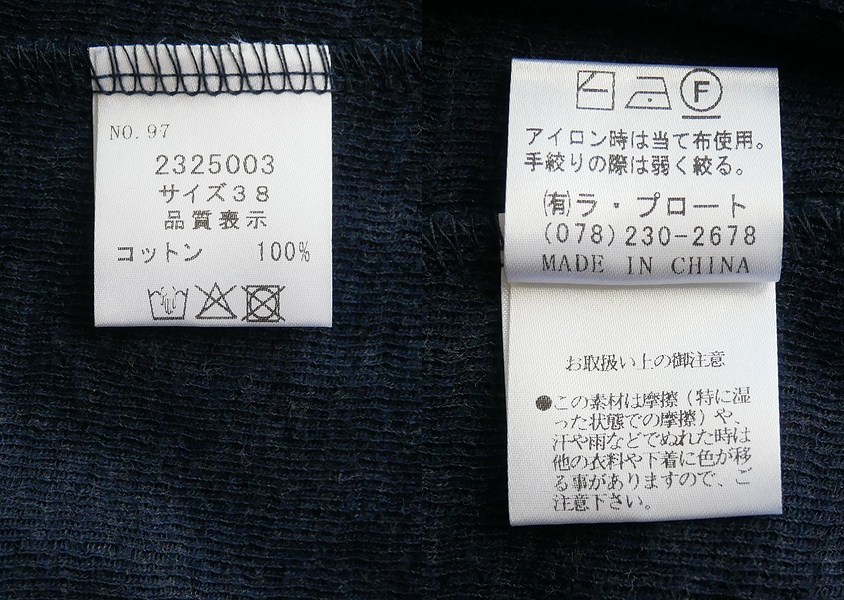 NO. 97
2325003
サイズ38
品質表示
コットン 100%
F
アイロン時は当て布使用。
手絞りの際は弱く絞る。
(有)ラ・プロート
(078)230-2678
MADE IN CHINA
お取扱い上の御注意
●この素材は摩擦(特に湿
った状態での摩擦)や、
汗や雨などでぬれた時は
他の衣料や下着に色が移
る事がありますので、ご
注意下さい。